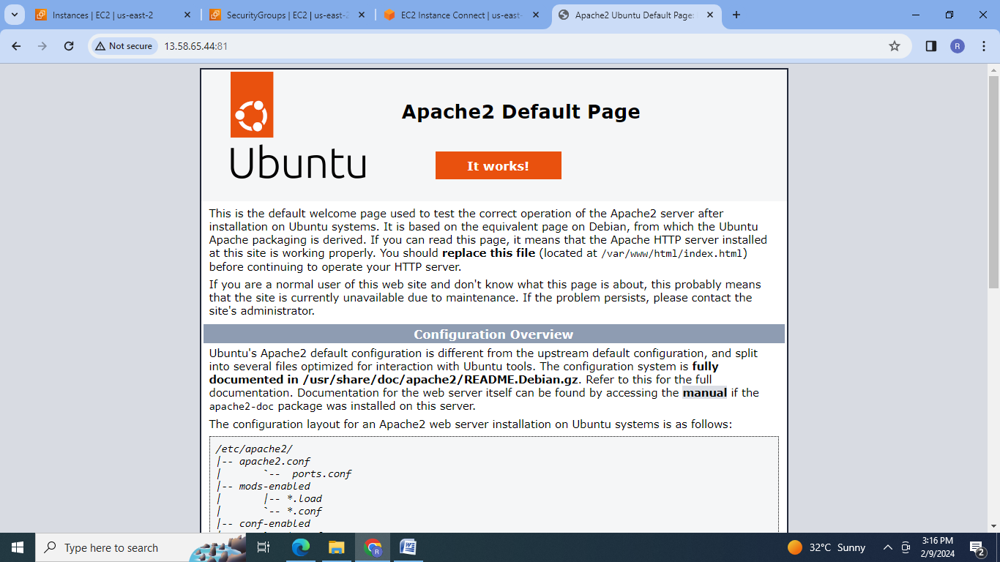 Instances | EC2 | us-east-2
SecurityGroups | EC2 | us-east-2
EC2 Instance Connect | us-east-
Apache2 Ubuntu Default Page:
Not secure
13.58.65.44:81
R
Apache2 Default Page
Ubuntu
It works!
This is the default welcome page used to test the correct operation of the Apache2 server after
installation on Ubuntu systems. It is based on the equivalent page on Debian, from which the Ubuntu
Apache packaging is derived. If you can read this page, it means that the Apache HTTP server installed
at this site is working properly. You should replace this file (located at /var/www/html/index.html)
before continuing to operate your HTTP server.
If you are a normal user of this web site and don't know what this page is about, this probably means
that the site is currently unavailable due to maintenance. If the problem persists, please contact the
site's administrator.
Configuration Overview
Ubuntu's Apache2 default configuration is different from the upstream default configuration, and split
into several files optimized for interaction with Ubuntu tools. The configuration system is fully
documented in /usr/share/doc/apache2/README.Debian.gz. Refer to this for the full
documentation. Documentation for the web server itself can be found by accessing the manual if the
apache2-doc package was installed on this server.
The configuration layout for an Apache2 web server installation on Ubuntu systems is as follows:
/etc/apache2/
|-- apache2.conf
|       `--  ports.conf
|-- mods-enabled
|       |-- *.load
|       `-- *.conf
|-- conf-enabled
Type here to search
R
W
32°C Sunny
3:16 PM
2/9/2024
2